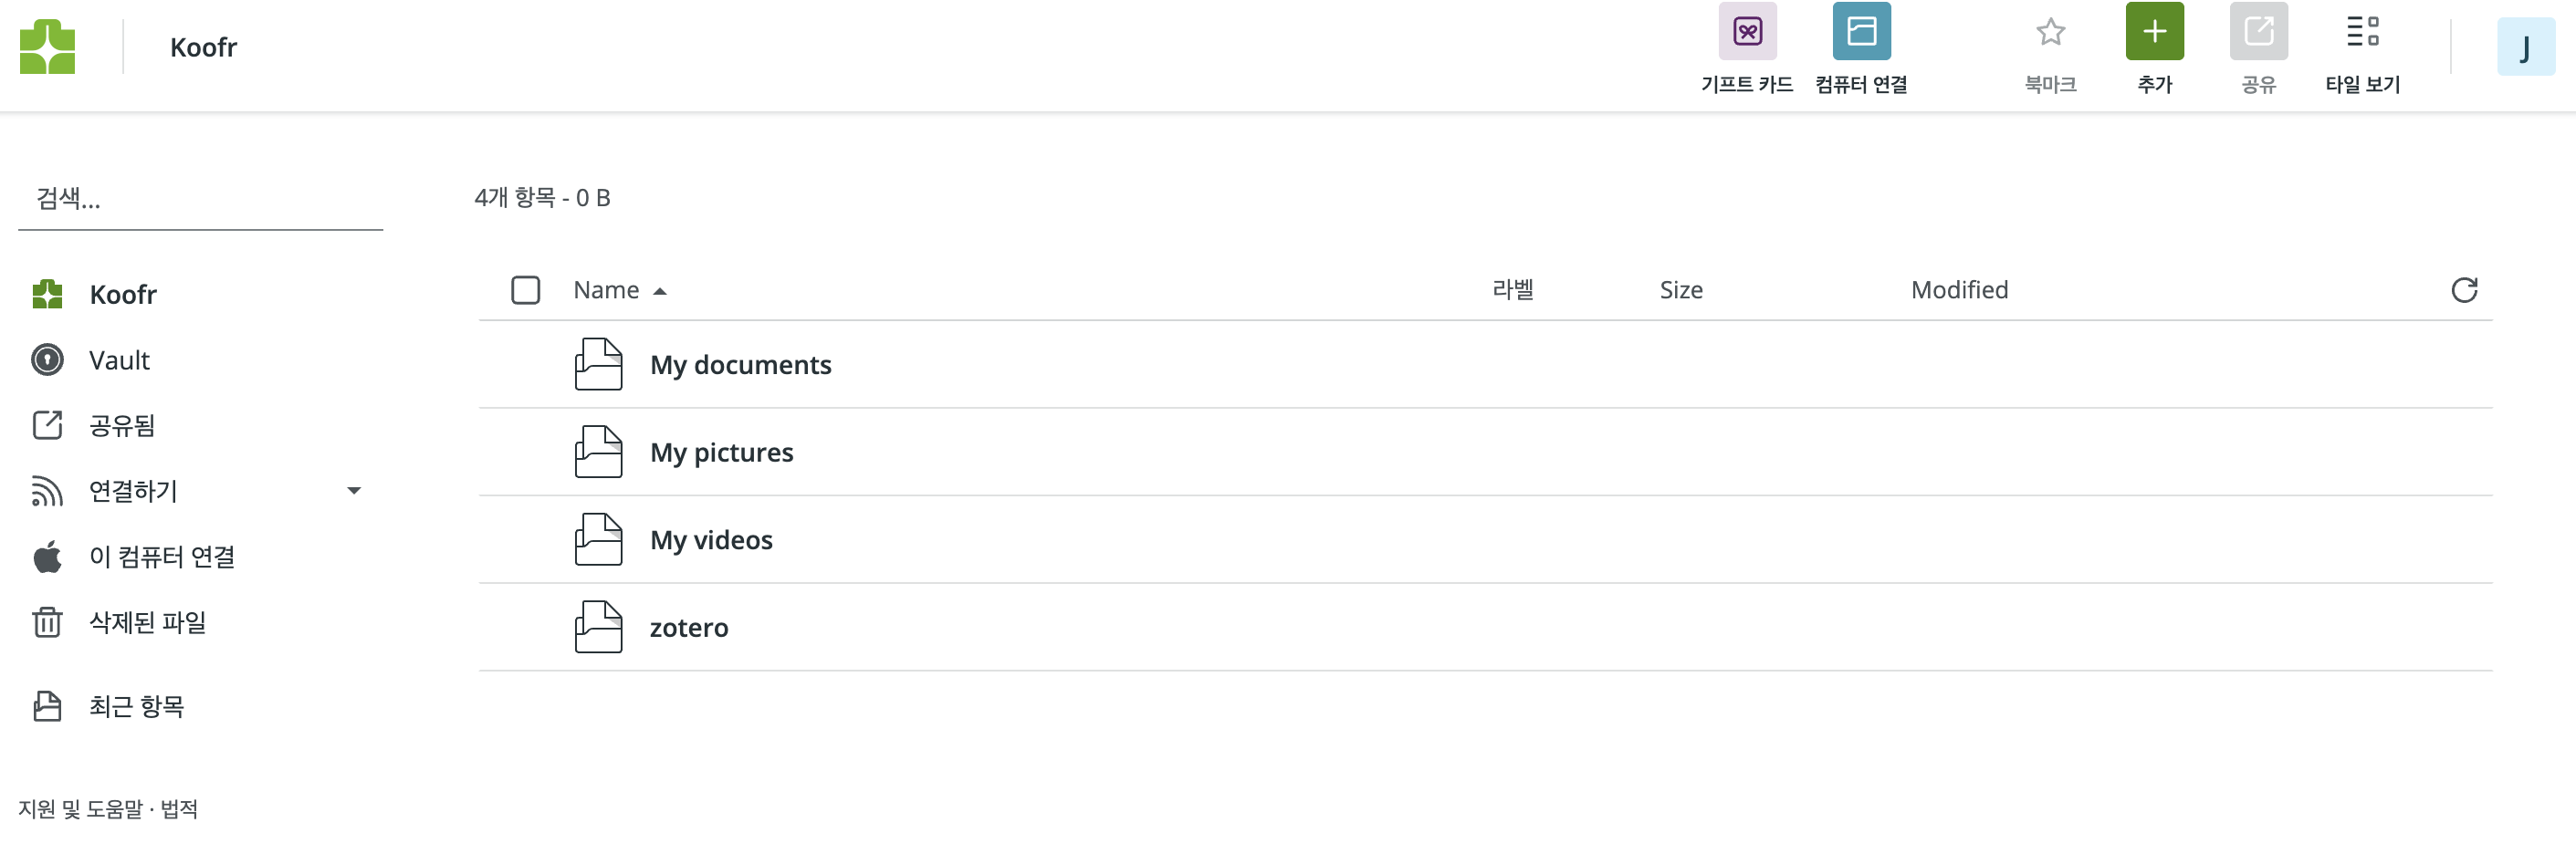 Koofr
기프트 카드
컴퓨터 연결
북마크
추가
공유
타일 보기
J
검색...
Koofr
Vault
공유됨
연결하기
이 컴퓨터 연결
삭제된 파일
최근 항목
지원 및 도움말 · 법적
4개 항목 - 0 B
Name 라벨 Size Modified
My documents
My pictures
My videos
zotero